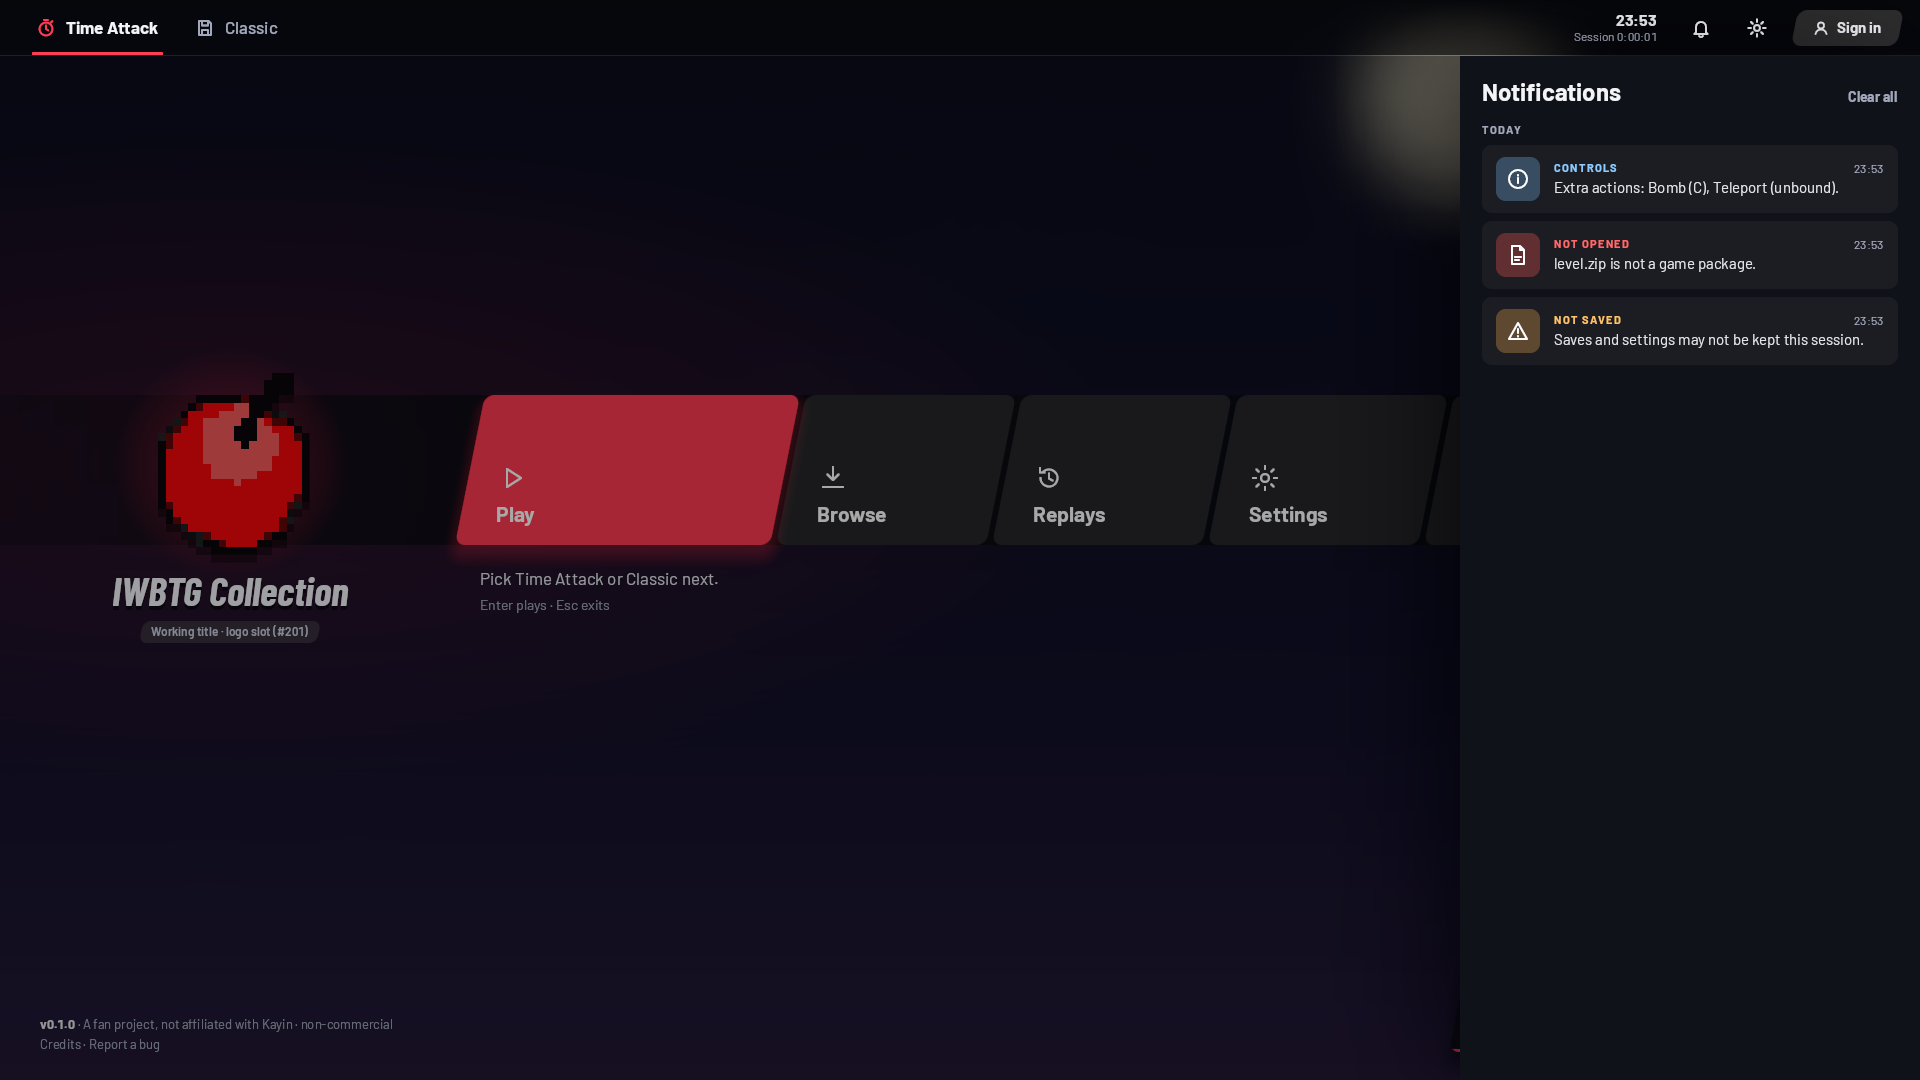 Time Attack
Classic
23:53
Session 0:00:01
Sign in
Notifications
Clear all
TODAY
CONTROLS
23:53
Extra actions: Bomb (C), Teleport (unbound).
NOT OPENED
23:53
level.zip is not a game package.
NOT SAVED
23:53
Saves and settings may not be kept this session.
Play
Browse
Replays
Settings
IWBTG Collection
Working title · logo slot (#201)
Pick Time Attack or Classic next.
Enter plays · Esc exits
v0.1.0 · A fan project, not affiliated with Kayin · non-commercial
Credits · Report a bug